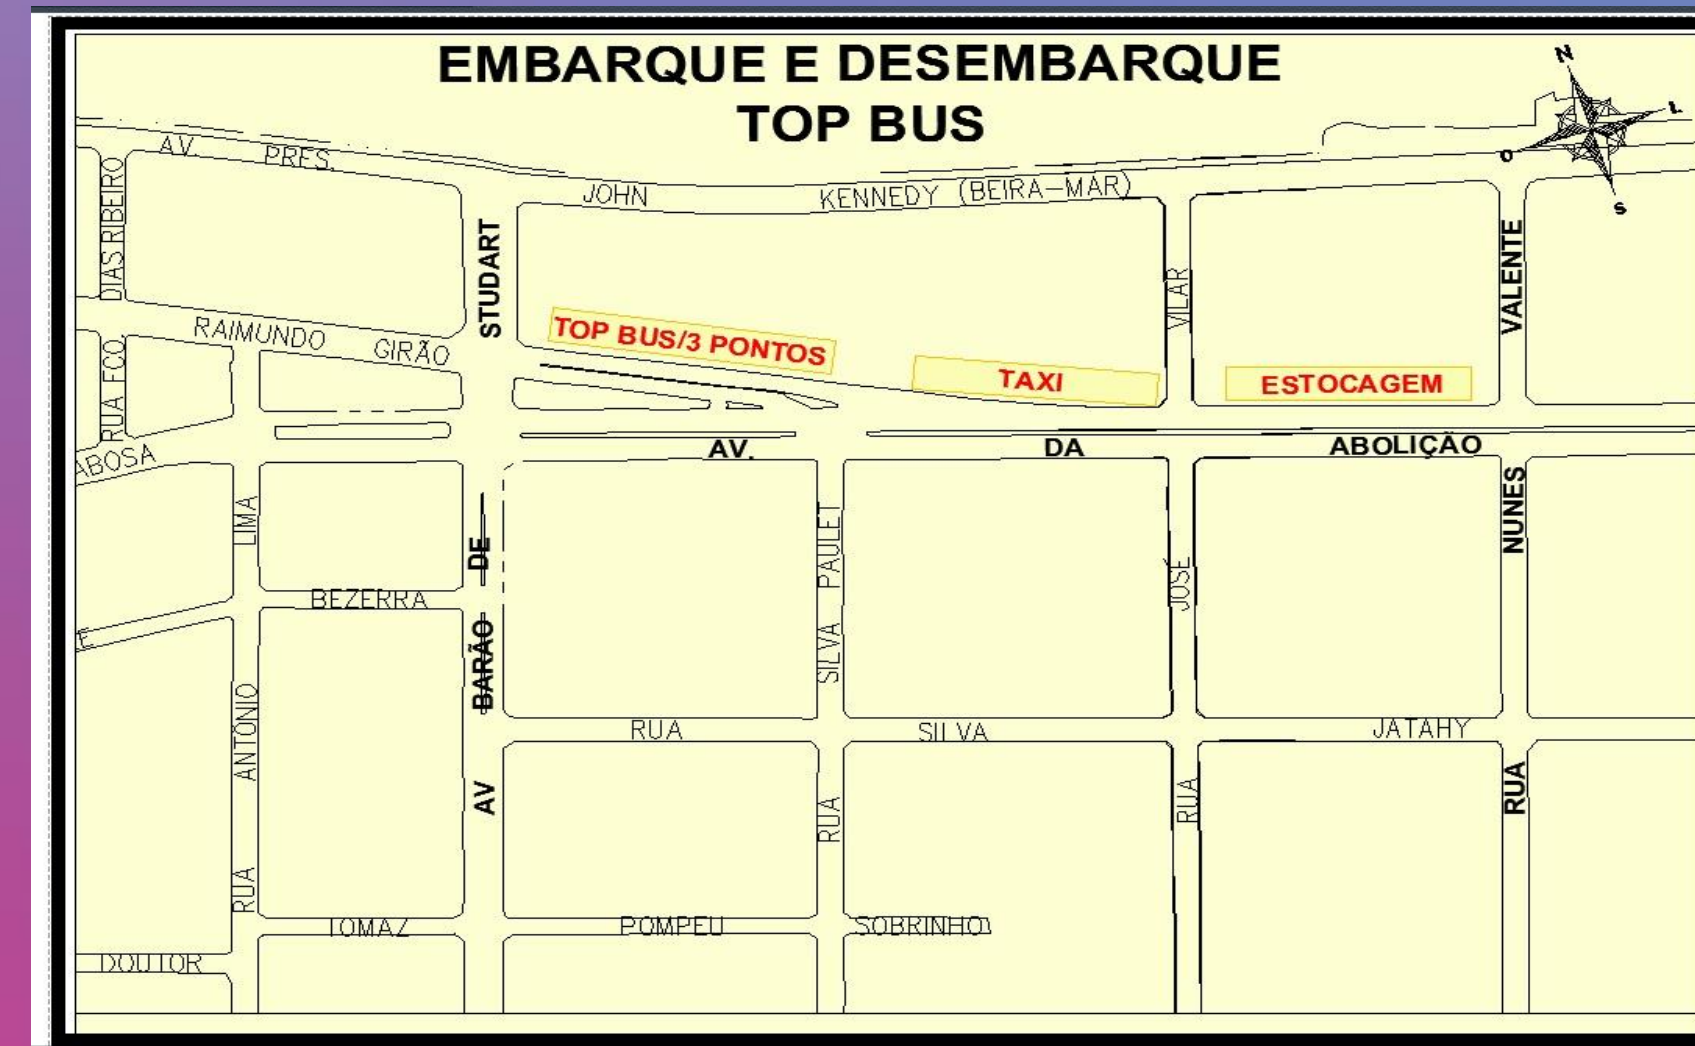 EMBARQUE E DESEMBARQUE
TOP BUS
N
L
O
S
AV. PRES. JOHN KENNEDY (BEIRA-MAR)
DIAS RIBEIRO
RUA FCO
STUDART
VILAR
VALENTE
RAIMUNDO GIRÃO
TOP BUS/3 PONTOS
TAXI
ESTOCAGEM
AV. DA ABOLIÇÃO
ABOSA
LIMA
DE
SILVA PAULET
JOSÉ
NUNES
BEZERRA
E
BARÃO
ANTÔNIO
RUA SILVA JATAHY
AV
RUA
RUA
RUA
RUA
TOMAZ POMPEU SOBRINHO
DOUTOR